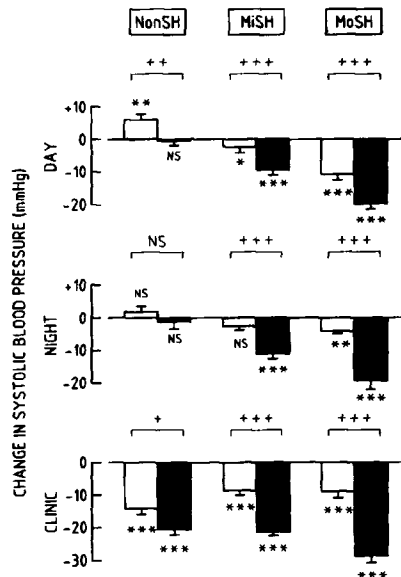 NonSH MiSH MoSH
++ +++ +++
**
+10
0
-10
-20
DAY
NS
*
***
***
***
NS +++ +++
+10
0
-10
-20
NIGHT
NS
NS
NS
***
**
***
+ +++ +++
0
-10
-20
-30
CLINIC
***
***
***
***
***
***
CHANGE IN SYSTOLIC BLOOD PRESSURE (mmHg)